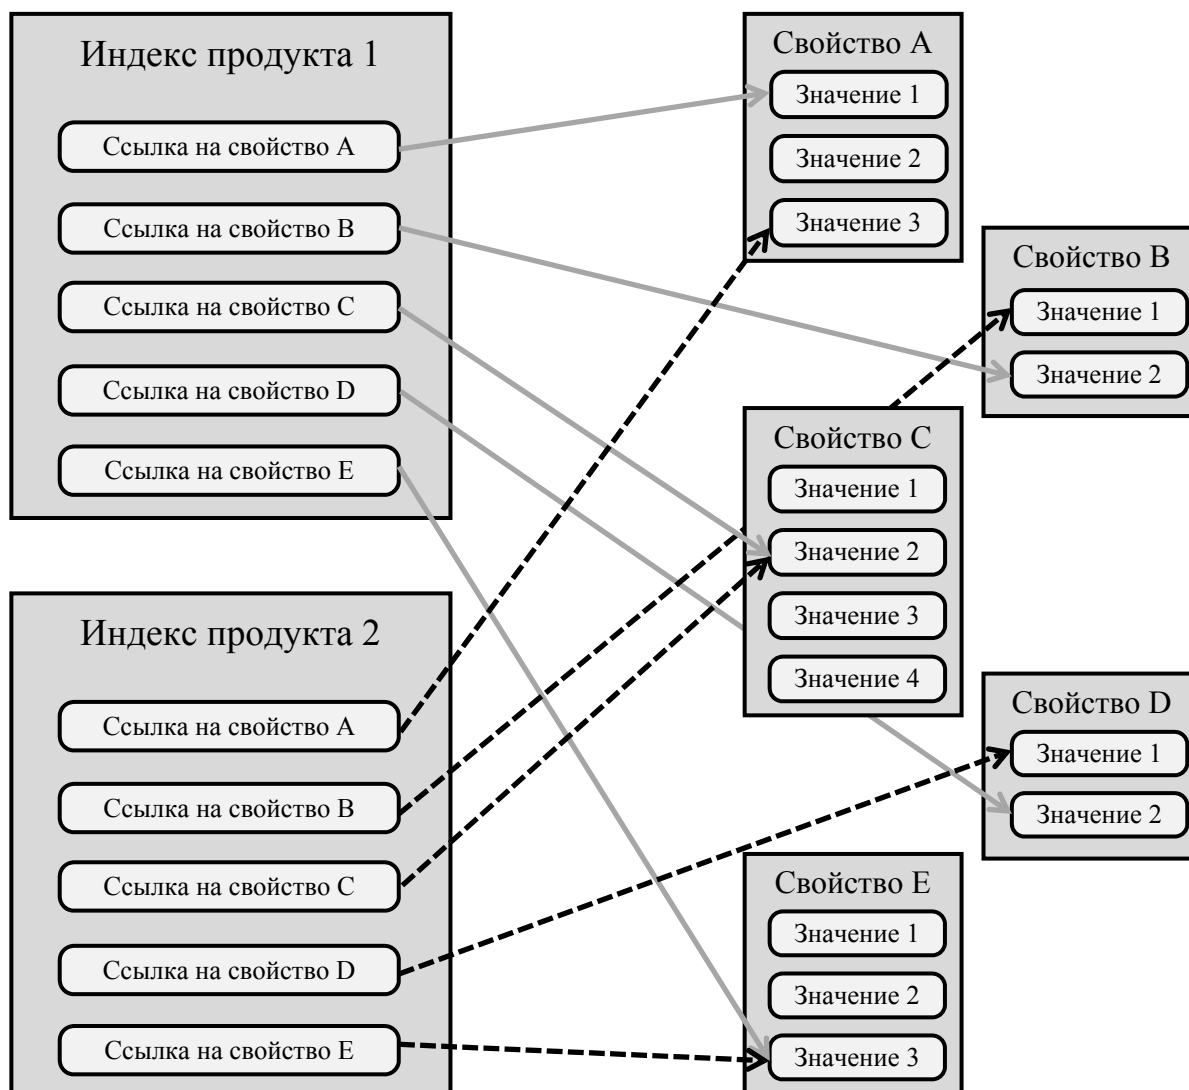 Индекс продукта 1
Ссылка на свойство A
Ссылка на свойство B
Ссылка на свойство C
Ссылка на свойство D
Ссылка на свойство E
Индекс продукта 2
Ссылка на свойство A
Ссылка на свойство B
Ссылка на свойство C
Ссылка на свойство D
Ссылка на свойство E
Свойство A
Значение 1
Значение 2
Значение 3
Свойство B
Значение 1
Значение 2
Свойство C
Значение 1
Значение 2
Значение 3
Значение 4
Свойство D
Значение 1
Значение 2
Свойство E
Значение 1
Значение 2
Значение 3